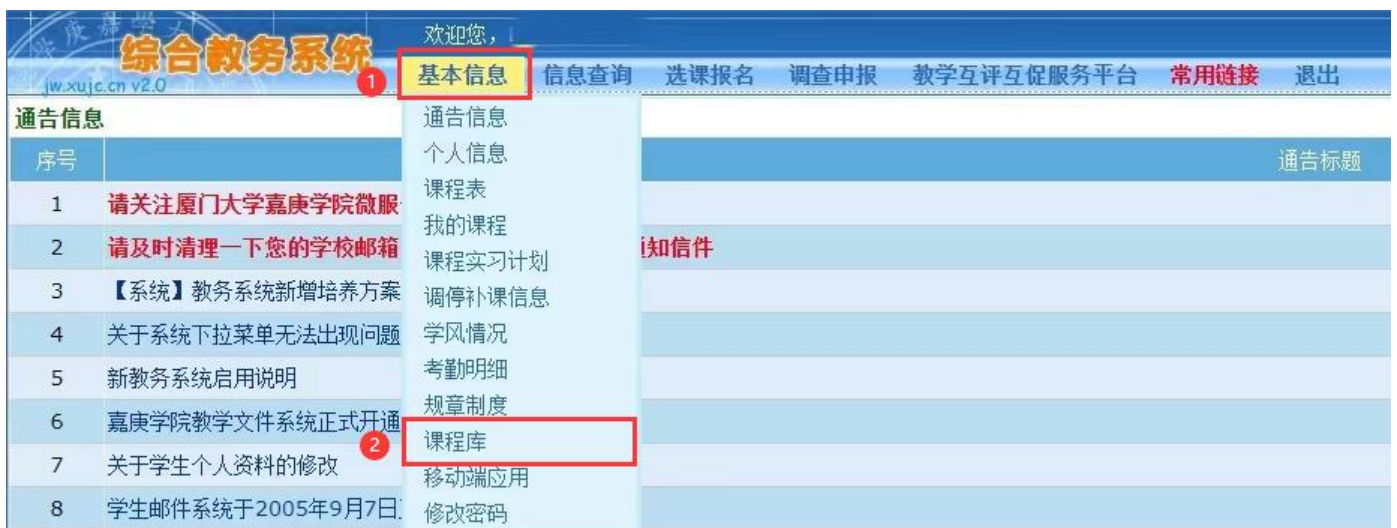 欢迎您，
综合教务系统
jw.xujc.cn v2.0
1
基本信息 信息查询 选课报名 调查申报 教学互评互促服务平台 常用链接 退出
通告信息
序号 通告标题
1 请关注厦门大学嘉庚学院微服
2 请及时清理一下您的学校邮箱 知信件
3 【系统】教务系统新增培养方案
4 关于系统下拉菜单无法出现问题
5 新教务系统启用说明
6 嘉庚学院教学文件系统正式开通
7 关于学生个人资料的修改
8 学生邮件系统于2005年9月7日
通告信息
个人信息
课程表
我的课程
课程实习计划
调停补课信息
学风情况
考勤明细
规章制度
2
课程库
移动端应用
修改密码